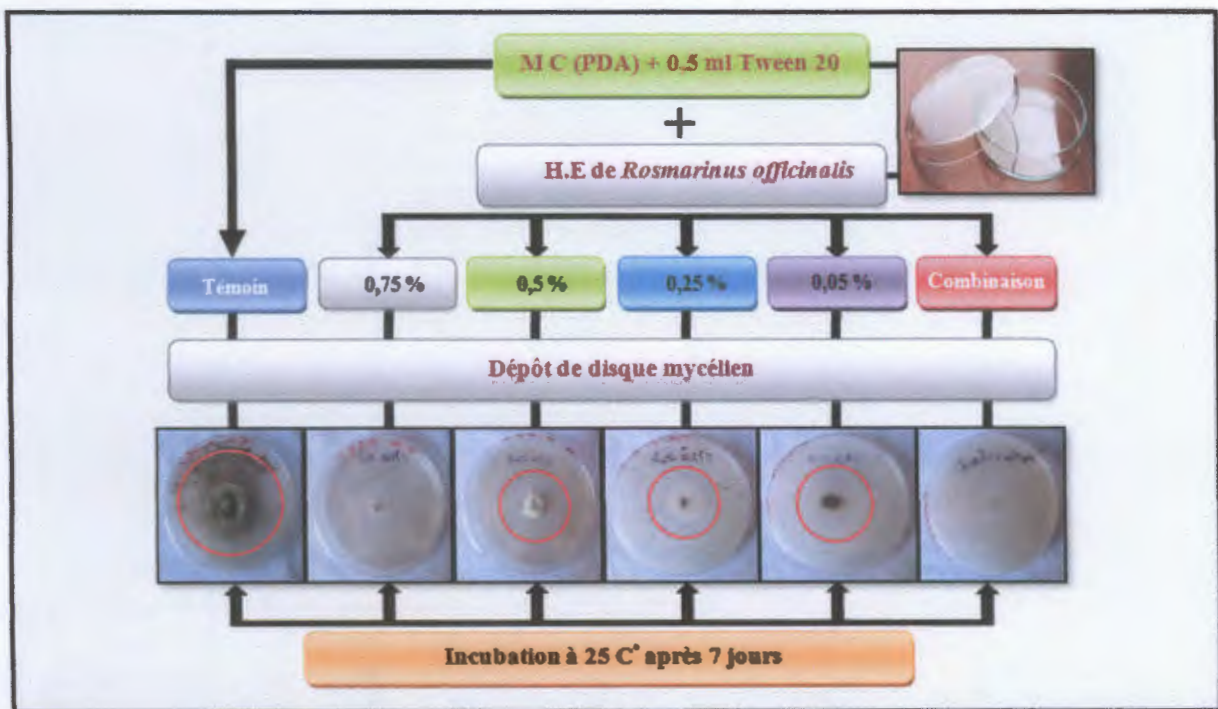 M C (PDA) + 0.5 ml Tween 20
+
H.E de Rosmarinus officinalis
Témoin
0,75 %
0,5 %
0,25 %
0,05 %
Combinaison
Dépôt de disque mycélien
Incubation à 25 C° après 7 jours